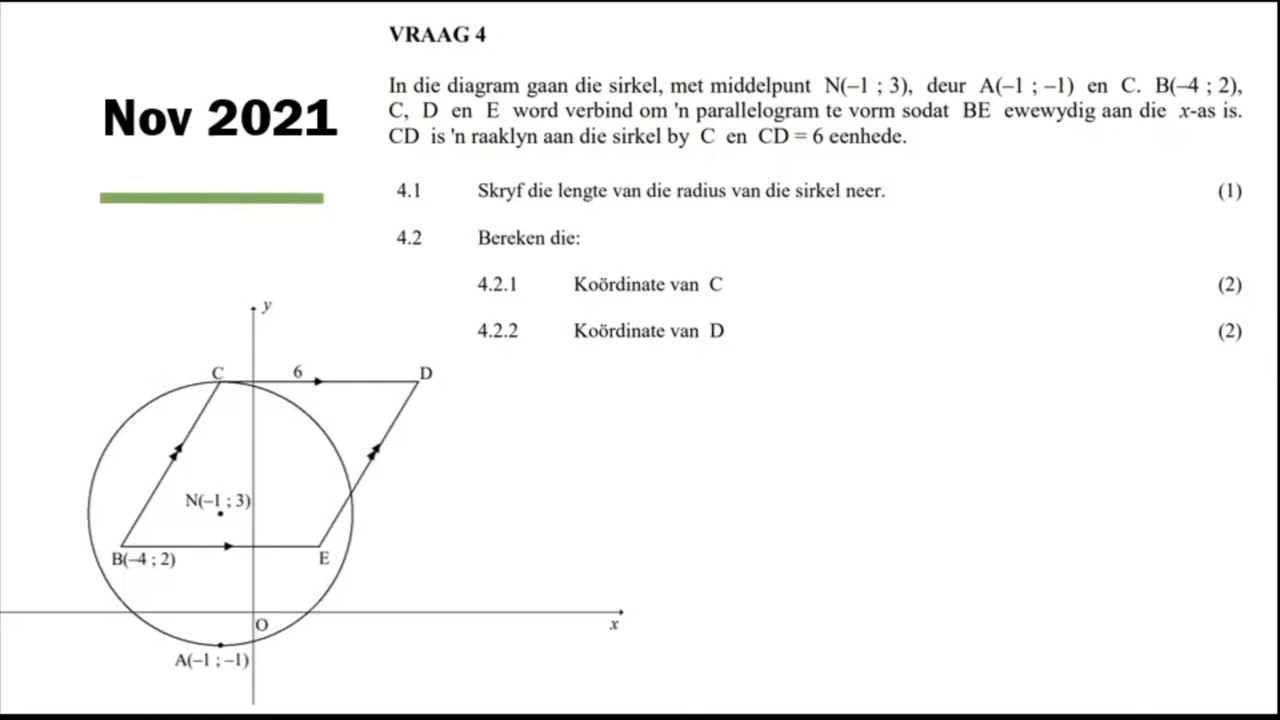 VRAAG 4
Nov 2021
In die diagram gaan die sirkel, met middelpunt N(–1 ; 3), deur A(–1 ; –1) en C. B(–4 ; 2),
C, D en E word verbind om 'n parallelogram te vorm sodat BE ewewydig aan die x-as is.
CD is 'n raaklyn aan die sirkel by C en CD = 6 eenhede.
4.1 Skryf die lengte van die radius van die sirkel neer. (1)
4.2 Bereken die:
4.2.1 Koördinate van C (2)
4.2.2 Koördinate van D (2)
y
C 6 D
N(–1 ; 3)
B(–4 ; 2) E
O x
A(–1 ; –1)